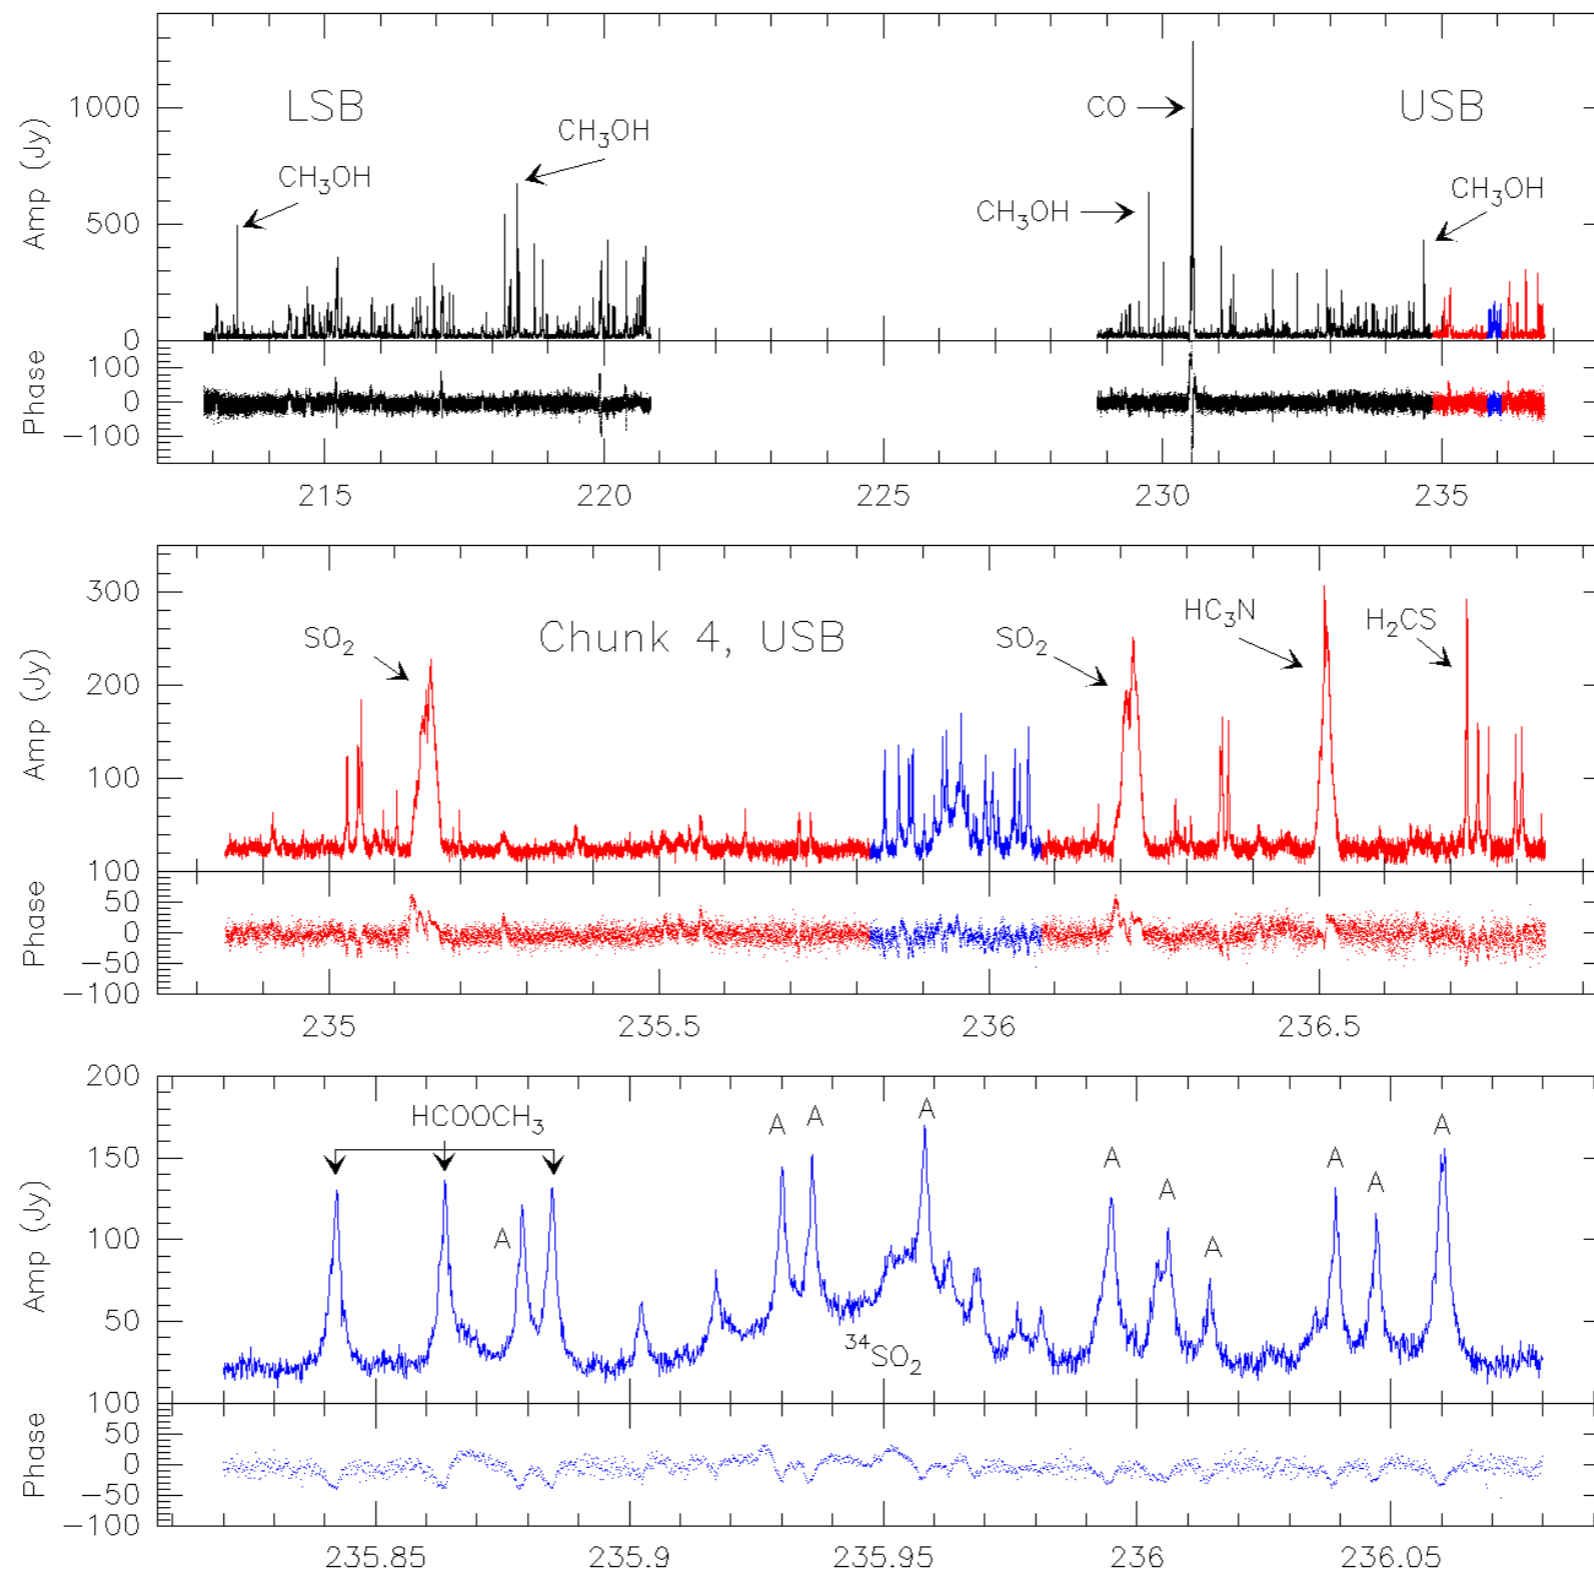 LSB
USB
CH₃OH
CH₃OH
CO
CH₃OH
CH₃OH
Amp (Jy)
1000
500
0
Phase
100
0
−100
215 220 225 230 235
Chunk 4, USB
SO₂
SO₂
HC₃N
H₂CS
Amp (Jy)
300
200
100
Phase
100
50
0
−50
−100
235 235.5 236 236.5
HCOOCH₃
A
A
A
A
A
A
A
A
A
A
³⁴SO₂
Amp (Jy)
200
150
100
50
Phase
100
50
0
−50
−100
235.85 235.9 235.95 236 236.05